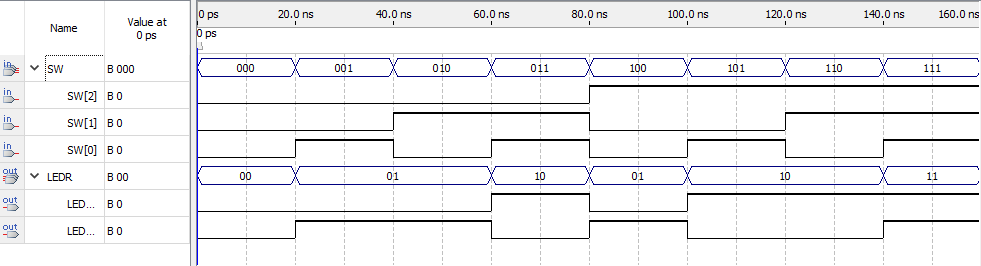 Name Value at 0 ps
0 ps 20.0 ns 40.0 ns 60.0 ns 80.0 ns 100.0 ns 120.0 ns 140.0 ns 160.0 ns
0 ps
in SW B 000 000 001 010 011 100 101 110 111
in SW[2] B 0
in SW[1] B 0
in SW[0] B 0
out LEDR B 00 00 01 10 01 10 11
out LED... B 0
out LED... B 0